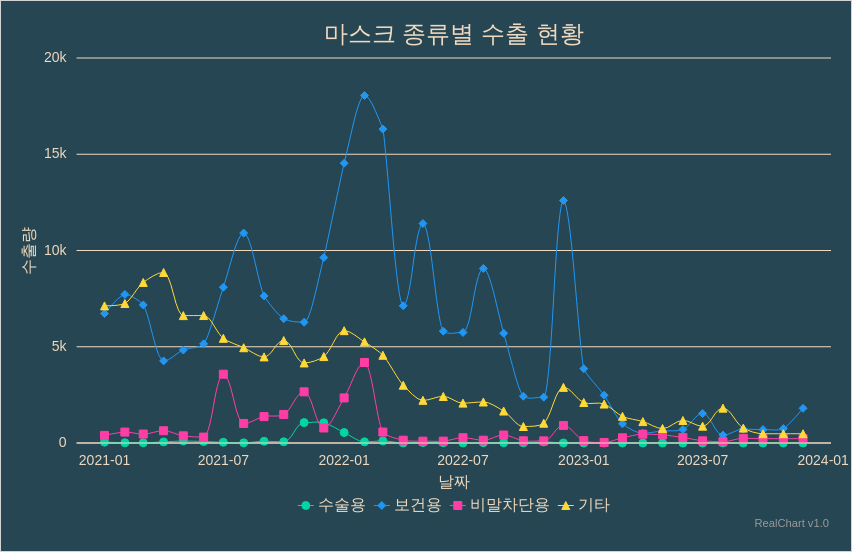 마스크 종류별 수출 현황
20k
15k
10k
5k
0
수출량
2021-01 2021-07 2022-01 2022-07 2023-01 2023-07 2024-01
날짜
수술용 보건용 비말차단용 기타
RealChart v1.0